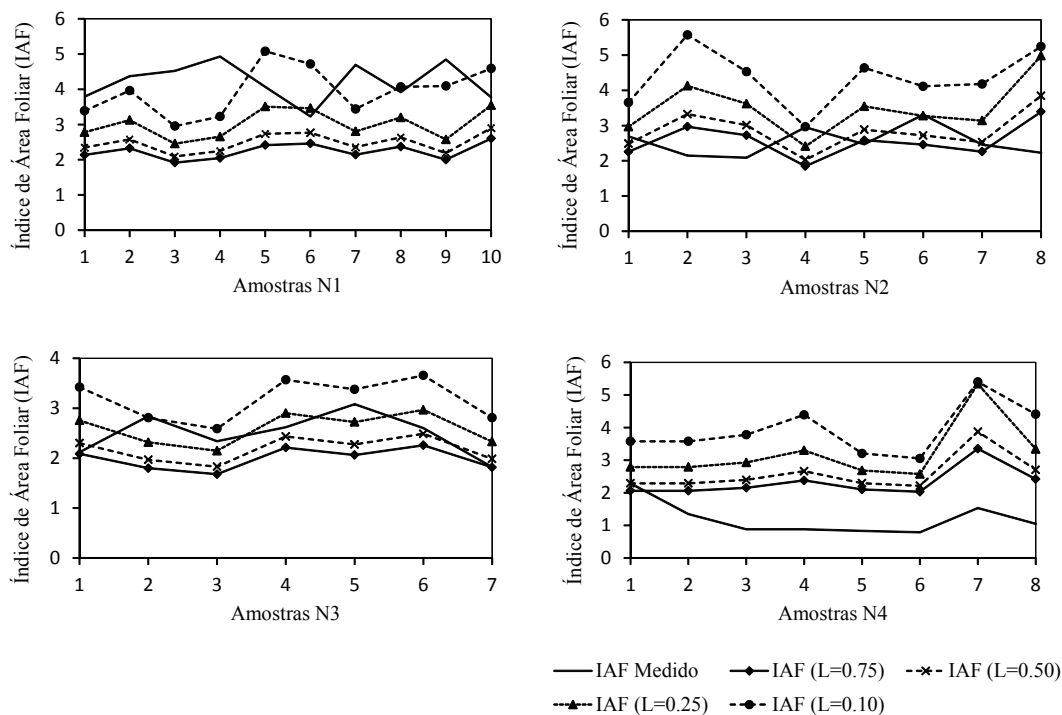 Índice de Área Foliar (IAF)
6
5
4
3
2
1
0
1 2 3 4 5 6 7 8 9 10
Amostras N1
Índice de Área Foliar (IAF)
6
5
4
3
2
1
0
1 2 3 4 5 6 7 8
Amostras N2
Índice de Área Foliar (IAF)
4
3
2
1
0
1 2 3 4 5 6 7
Amostras N3
Índice de Área Foliar (IAF)
6
5
4
3
2
1
0
1 2 3 4 5 6 7 8
Amostras N4
IAF Medido IAF (L=0.75) IAF (L=0.50)
IAF (L=0.25) IAF (L=0.10)